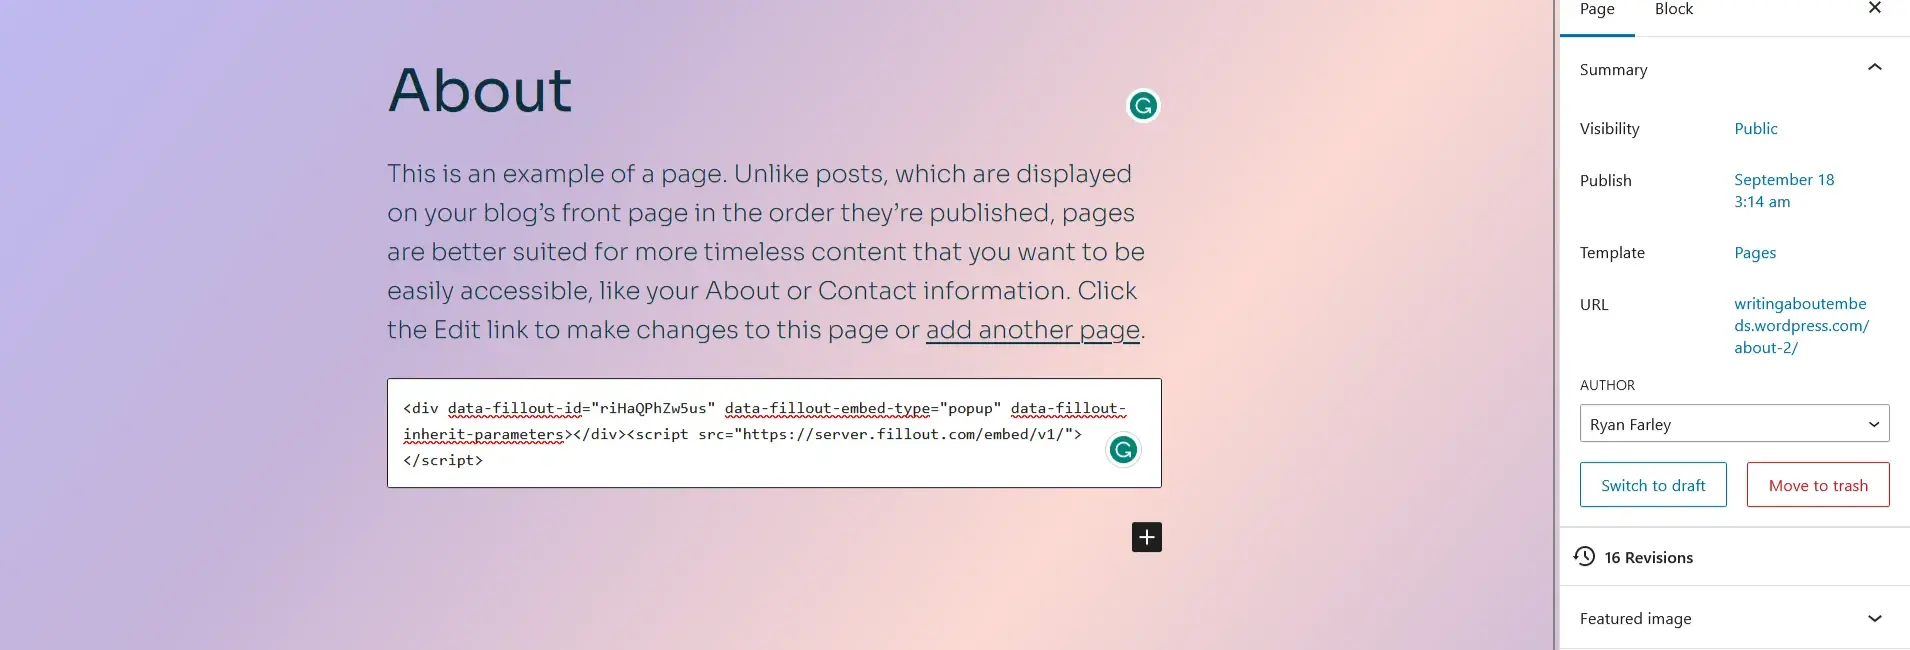 About
This is an example of a page. Unlike posts, which are displayed
on your blog’s front page in the order they’re published, pages
are better suited for more timeless content that you want to be
easily accessible, like your About or Contact information. Click
the Edit link to make changes to this page or add another page.
<div data-fillout-id="riHaQPhZw5us" data-fillout-embed-type="popup" data-fillout-
inherit-parameters></div><script src="https://server.fillout.com/embed/v1/">
</script>
Page Block
Summary
Visibility Public
Publish September 18
3:14 am
Template Pages
URL writingaboutembe
ds.wordpress.com/
about-2/
AUTHOR
Ryan Farley
Switch to draft Move to trash
16 Revisions
Featured image